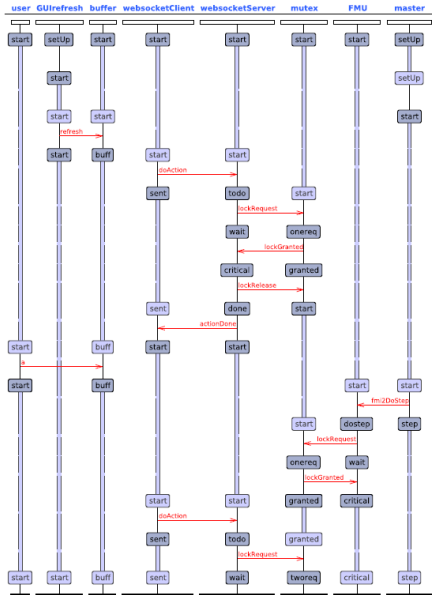 user GUIrefresh buffer websocketClient websocketServer mutex FMU master
start setUp start start start start start setUp
start setUp
start start start
refresh
start buff start start
doAction
sent todo start
lockRequest
wait onereq
lockGranted
critical granted
lockRelease
sent done start
actionDone
start buff start start
a
start buff start start
fmi2DoStep
start dostep step
lockRequest
onereq wait
lockGranted
start start granted critical
doAction
sent todo granted
lockRequest
start start buff sent wait tworeq critical step